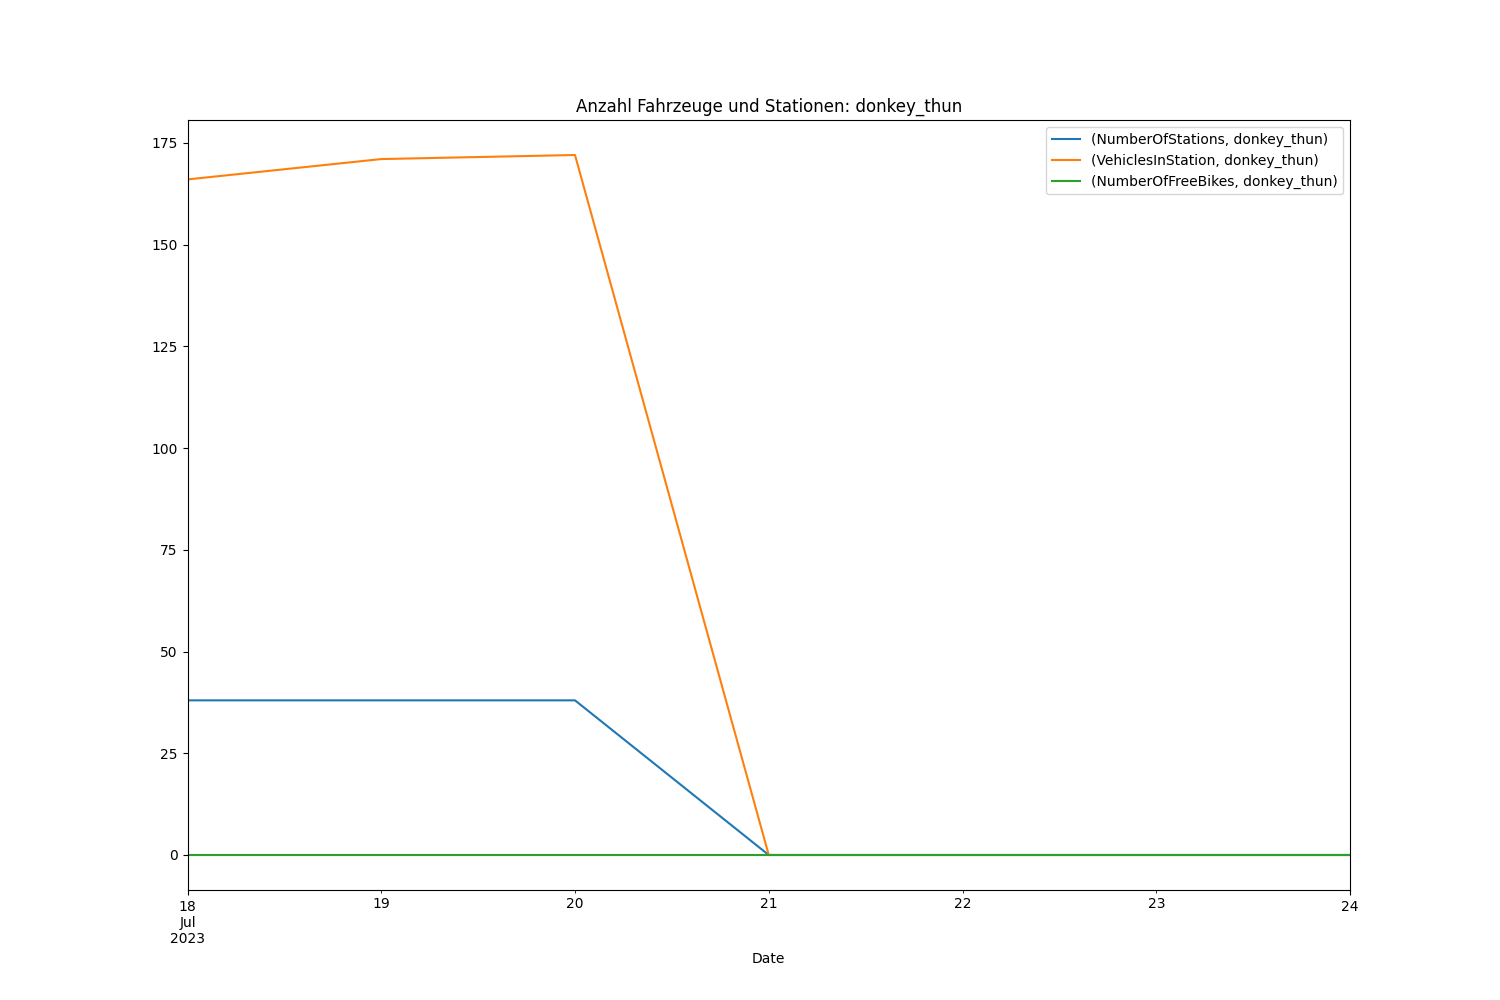 Anzahl Fahrzeuge und Stationen: donkey_thun
(NumberOfStations, donkey_thun)
(VehiclesInStation, donkey_thun)
(NumberOfFreeBikes, donkey_thun)
175
150
125
100
75
50
25
0
18 19 20 21 22 23 24
Jul
2023
Date